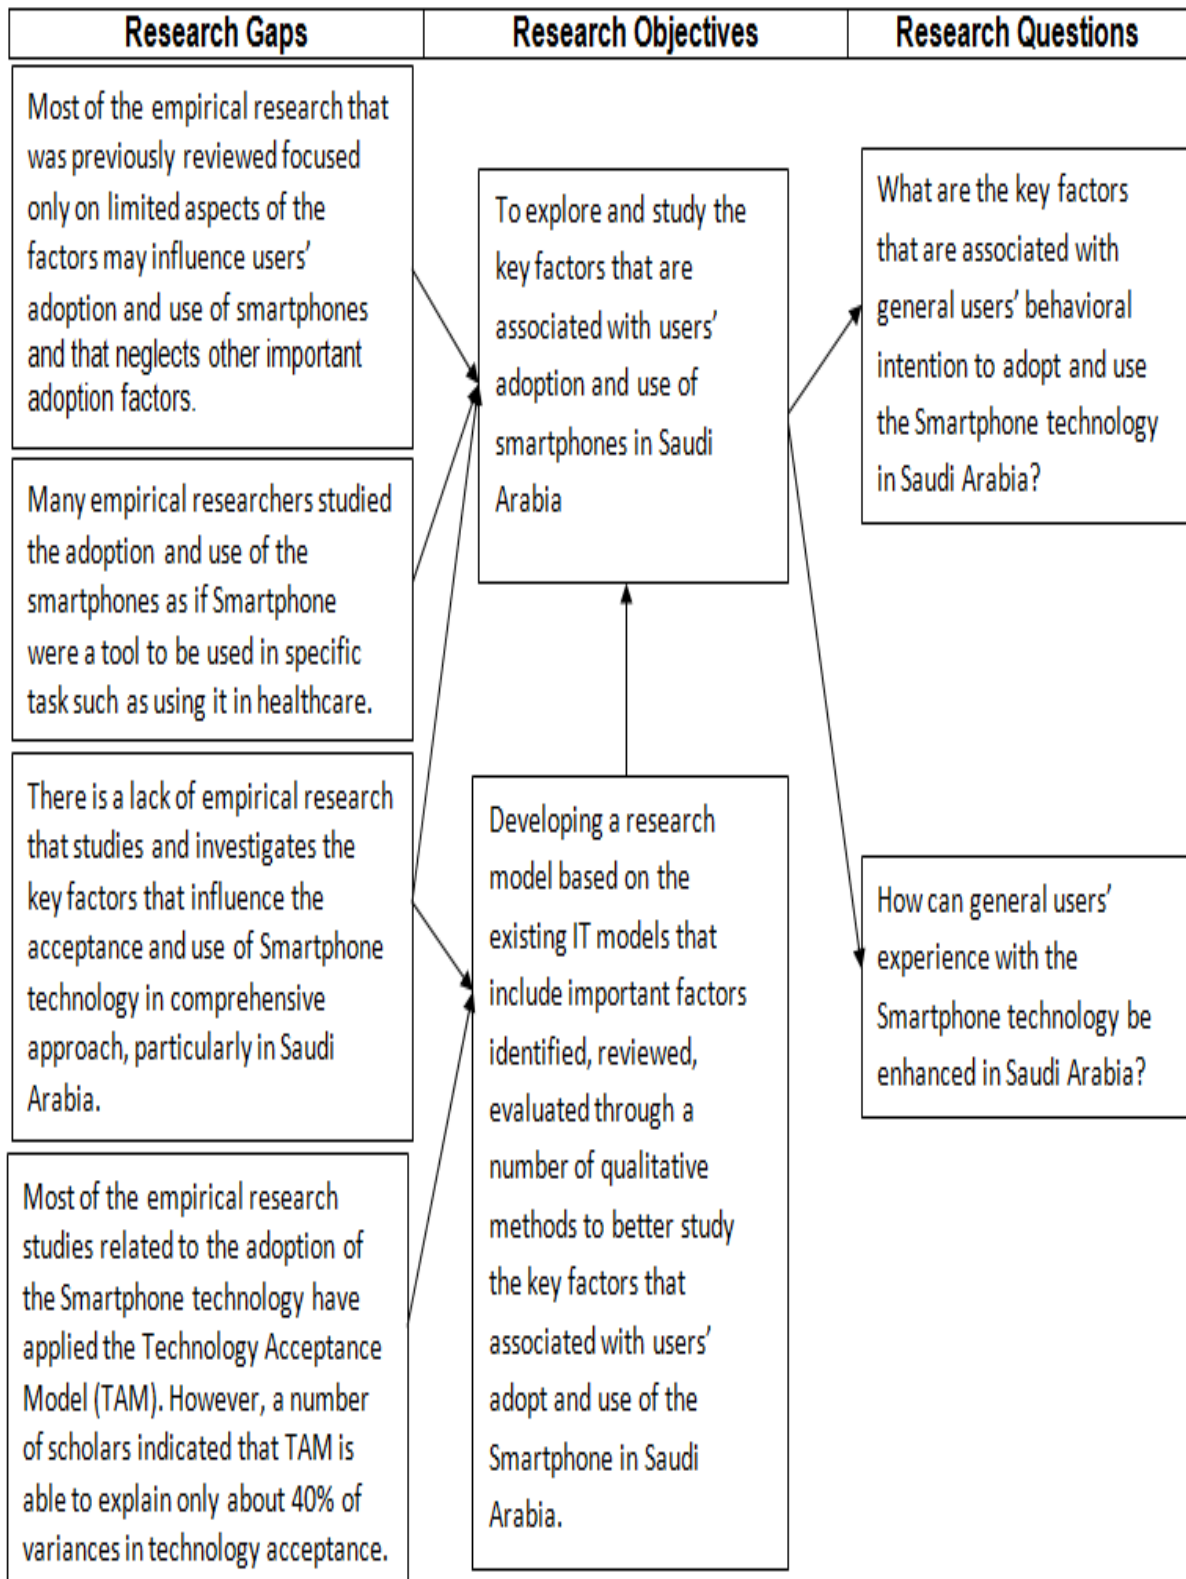 Research Gaps
Research Objectives
Research Questions
Most of the empirical research that
was previously reviewed focused
only on limited aspects of the
factors may influence users’
adoption and use of smartphones
and that neglects other important
adoption factors.
Many empirical researchers studied
the adoption and use of the
smartphones as if Smartphone
were a tool to be used in specific
task such as using it in healthcare.
There is a lack of empirical research
that studies and investigates the
key factors that influence the
acceptance and use of Smartphone
technology in comprehensive
approach, particularly in Saudi
Arabia.
Most of the empirical research
studies related to the adoption of
the Smartphone technology have
applied the Technology Acceptance
Model (TAM). However, a number
of scholars indicated that TAM is
able to explain only about 40% of
variances in technology acceptance.
To explore and study the
key factors that are
associated with users’
adoption and use of
smartphones in Saudi
Arabia
Developing a research
model based on the
existing IT models that
include important factors
identified, reviewed,
evaluated through a
number of qualitative
methods to better study
the key factors that
associated with users’
adopt and use of the
Smartphone in Saudi
Arabia.
What are the key factors
that are associated with
general users’ behavioral
intention to adopt and use
the Smartphone technology
in Saudi Arabia?
How can general users’
experience with the
Smartphone technology be
enhanced in Saudi Arabia?